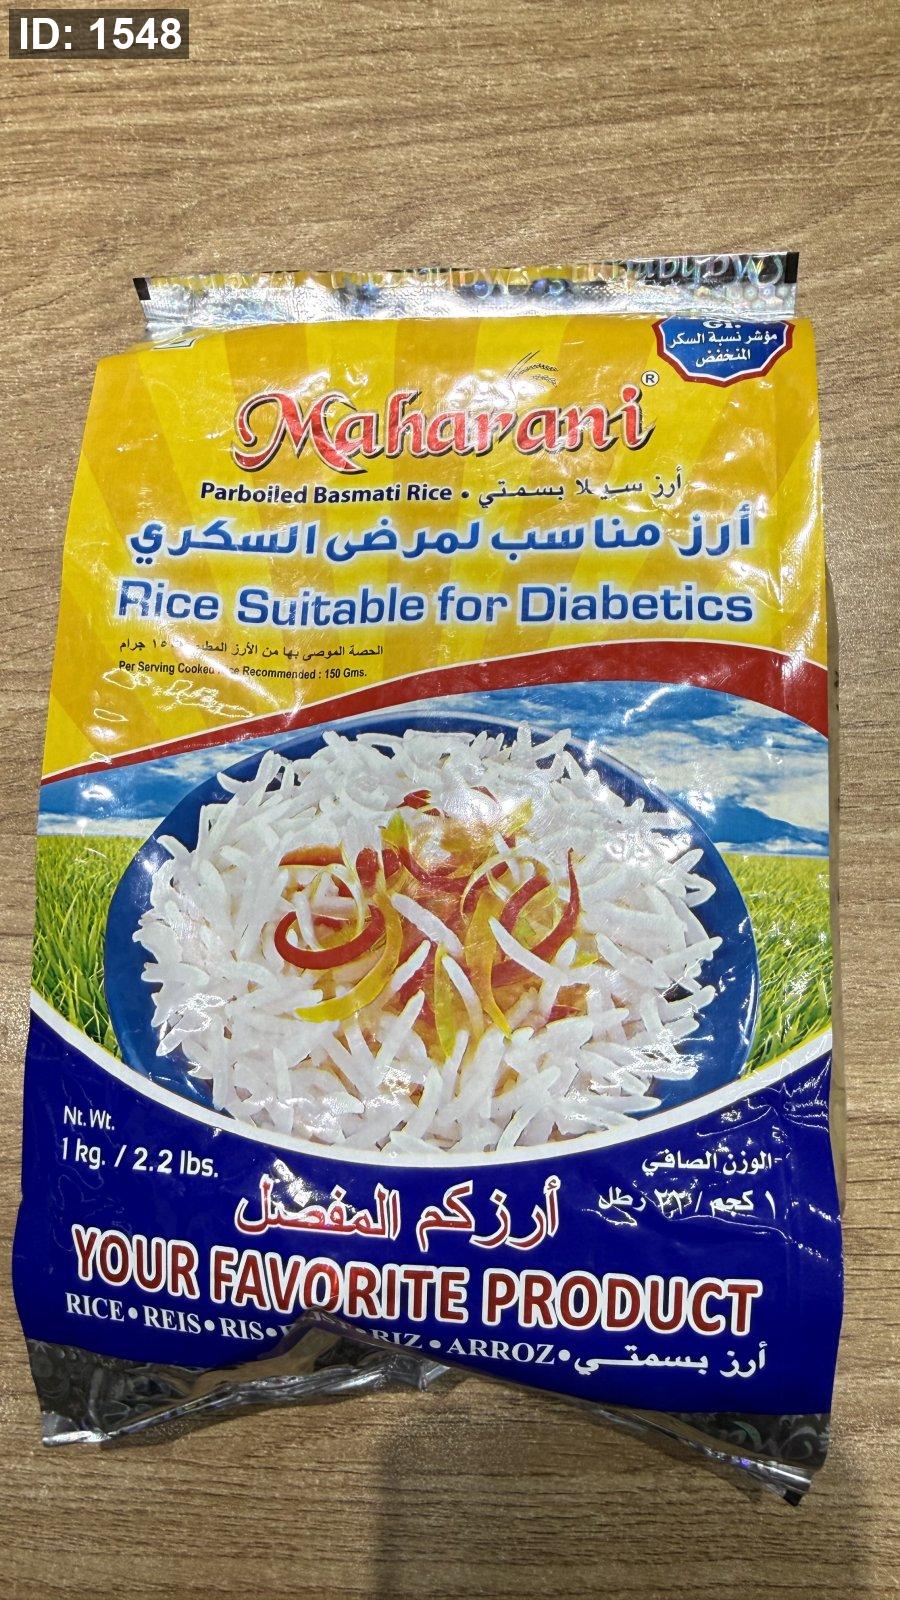 ID: 1548
GI.
مؤشر نسبة السكر
المنخفض
Maharani®
Parboiled Basmati Rice • أرز سيلا بسمتي
أرز مناسب لمرضى السكري
Rice Suitable for Diabetics
الحصة الموصى بها من الأرز ١٥٠ جرام
Per Serving Cooked Rice Recommended : 150 Gms.
Nt. Wt.
1 kg. / 2.2 lbs.
الوزن الصافي
١ كجم / ٢٫٢ رطل
أرزكم المفضل
YOUR FAVORITE PRODUCT
RICE • REIS • RIS • RIZ • ARROZ • أرز بسمتي